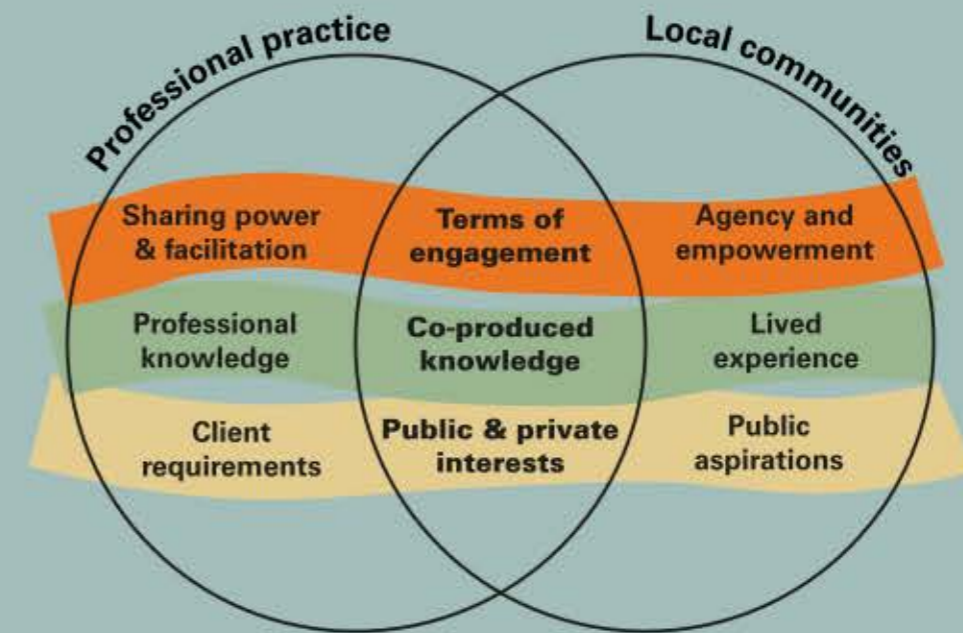 Professional practice
Local communities
Sharing power
& facilitation
Terms of
engagement
Agency and
empowerment
Professional
knowledge
Co-produced
knowledge
Lived
experience
Client
requirements
Public & private
interests
Public
aspirations